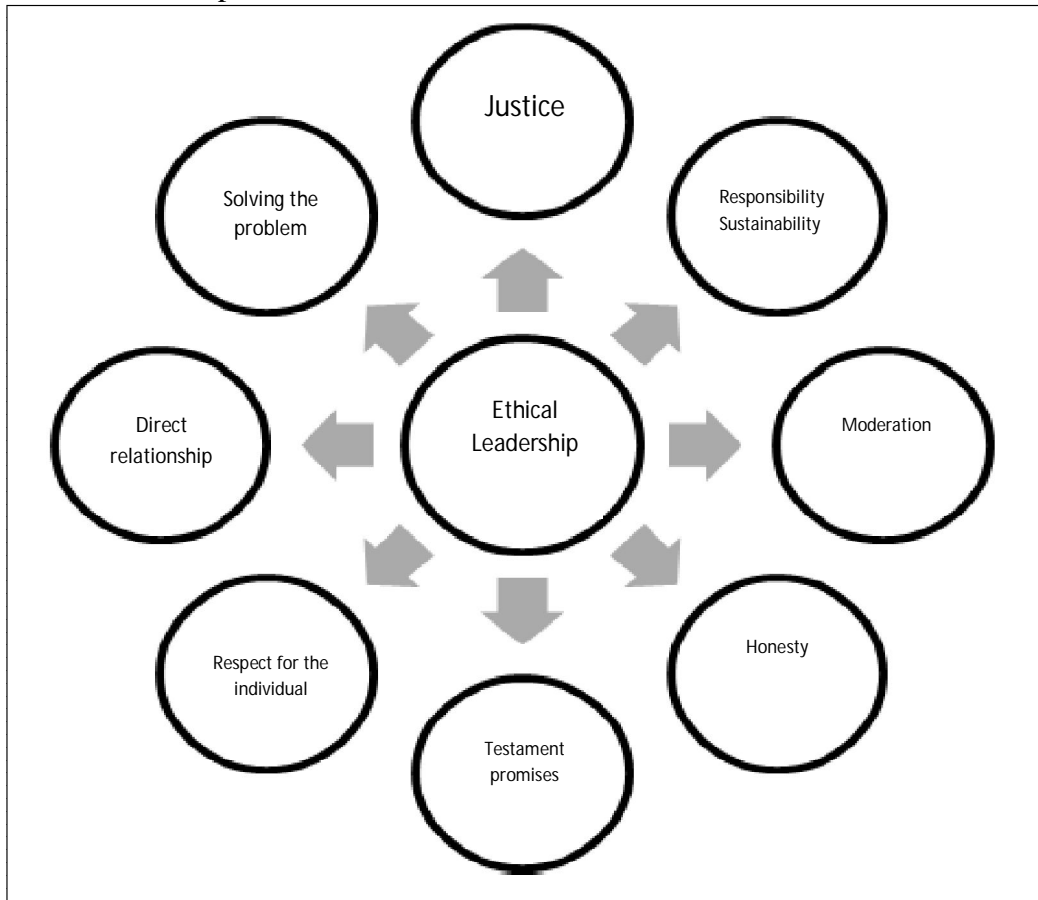 Justice
Solving the
problem
Responsibility
Sustainability
Direct
relationship
Ethical
Leadership
Moderation
Respect for the
individual
Honesty
Testament
promises